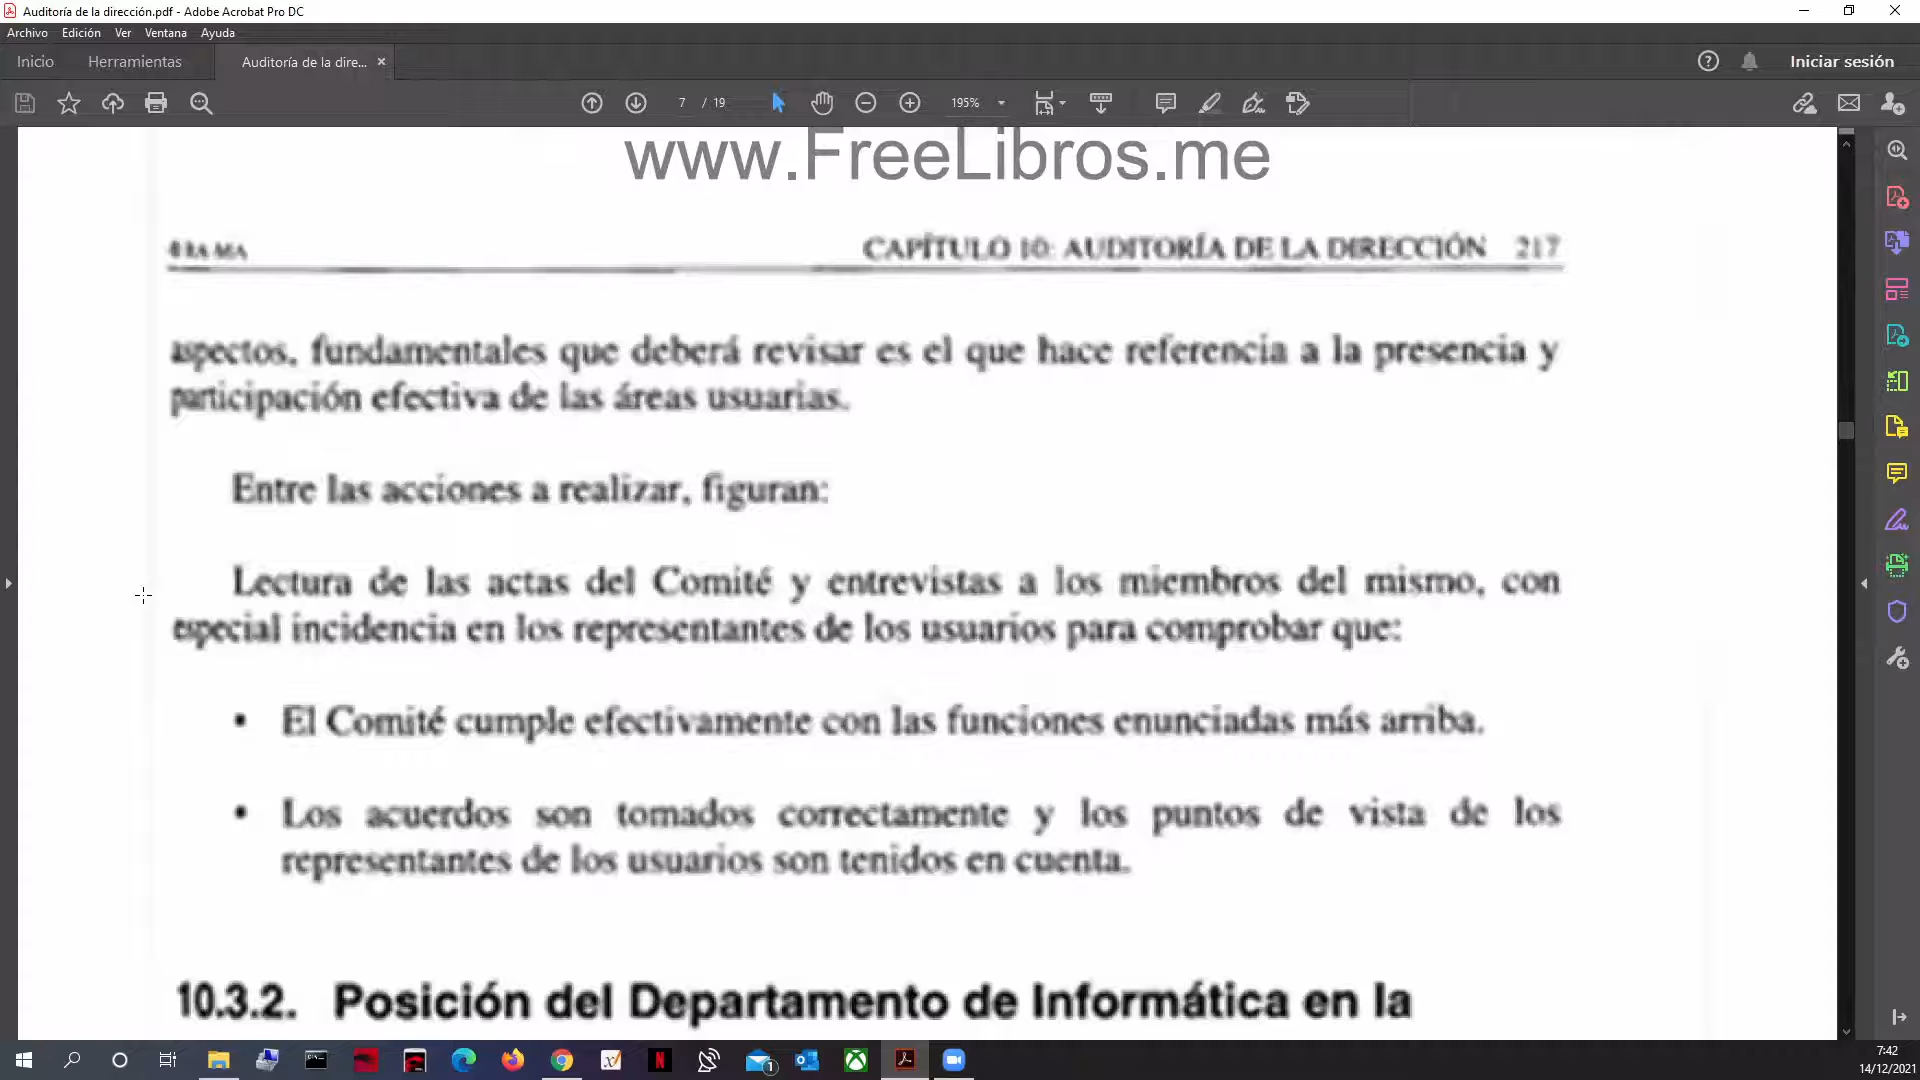 Auditoría de la dirección.pdf - Adobe Acrobat Pro DC
Archivo Edición Ver Ventana Ayuda
Inicio Herramientas Auditoría de la dire... × Iniciar sesión
7 / 19 195%
www.FreeLibros.me
RA-MA CAPÍTULO 10: AUDITORÍA DE LA DIRECCIÓN 217
aspectos, fundamentales que deberá revisar es el que hace referencia a la presencia y
participación efectiva de las áreas usuarias.
Entre las acciones a realizar, figuran:
Lectura de las actas del Comité y entrevistas a los miembros del mismo, con
especial incidencia en los representantes de los usuarios para comprobar que:
• El Comité cumple efectivamente con las funciones enunciadas más arriba.
• Los acuerdos son tomados correctamente y los puntos de vista de los
representantes de los usuarios son tenidos en cuenta.
10.3.2. Posición del Departamento de Informática en la
7:42
14/12/2021